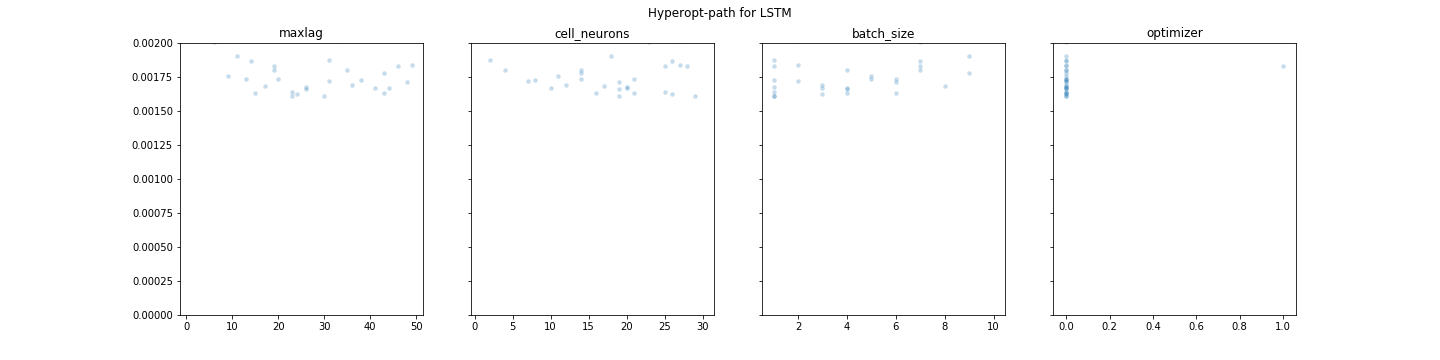 Hyperopt-path for LSTM
maxlag
cell_neurons
batch_size
optimizer
0.00200
0.00175
0.00150
0.00125
0.00100
0.00075
0.00050
0.00025
0.00000
0 10 20 30 40 50
0 5 10 15 20 25 30
2 4 6 8 10
0.0 0.2 0.4 0.6 0.8 1.0